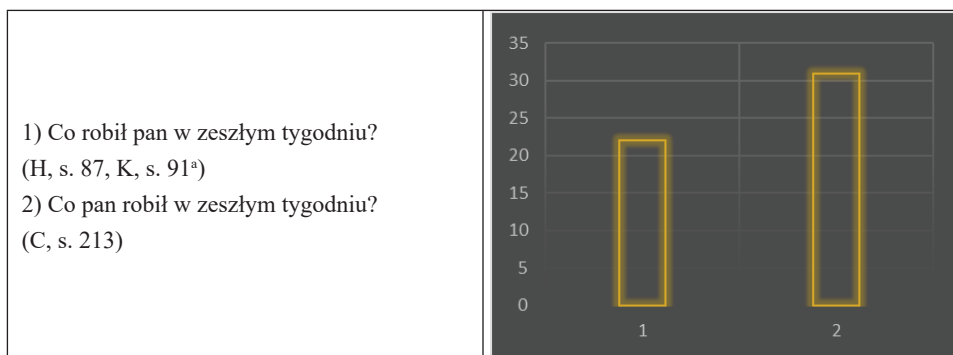 1) Co robił pan w zeszłym tygodniu?
(H, s. 87, K, s. 91ᵃ)
2) Co pan robił w zeszłym tygodniu?
(C, s. 213)
35
30
25
20
15
10
5
0
1 2